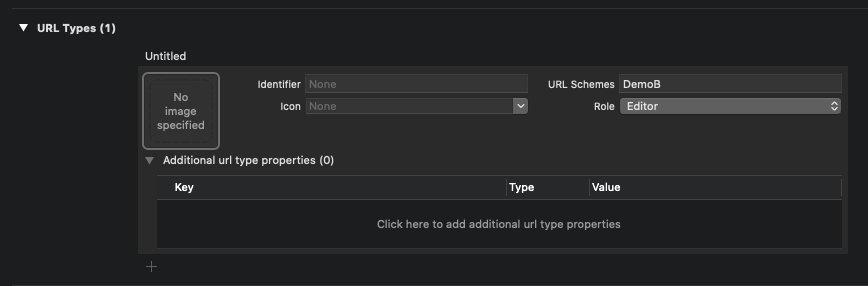 URL Types (1)
Untitled
No image specified
Identifier None
URL Schemes DemoB
Icon None
Role Editor
Additional url type properties (0)
Key Type Value
Click here to add additional url type properties